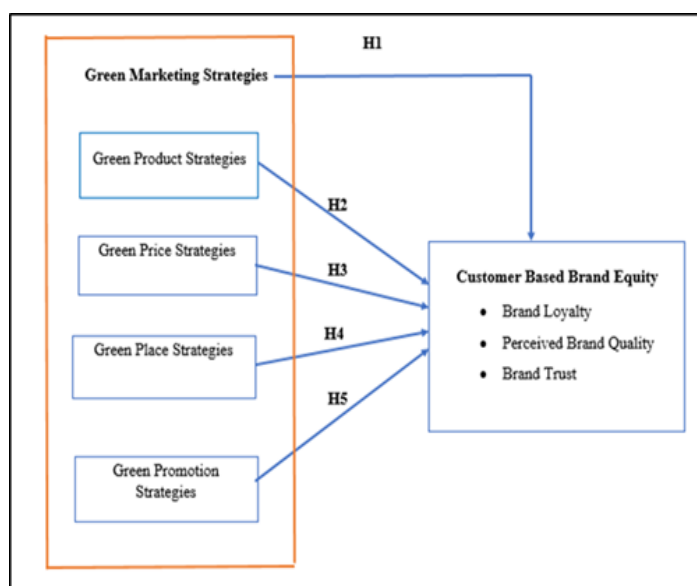 H1
Green Marketing Strategies
Green Product Strategies
H2
Green Price Strategies
H3
Customer Based Brand Equity
• Brand Loyalty
• Perceived Brand Quality
• Brand Trust
Green Place Strategies
H4
H5
Green Promotion
Strategies